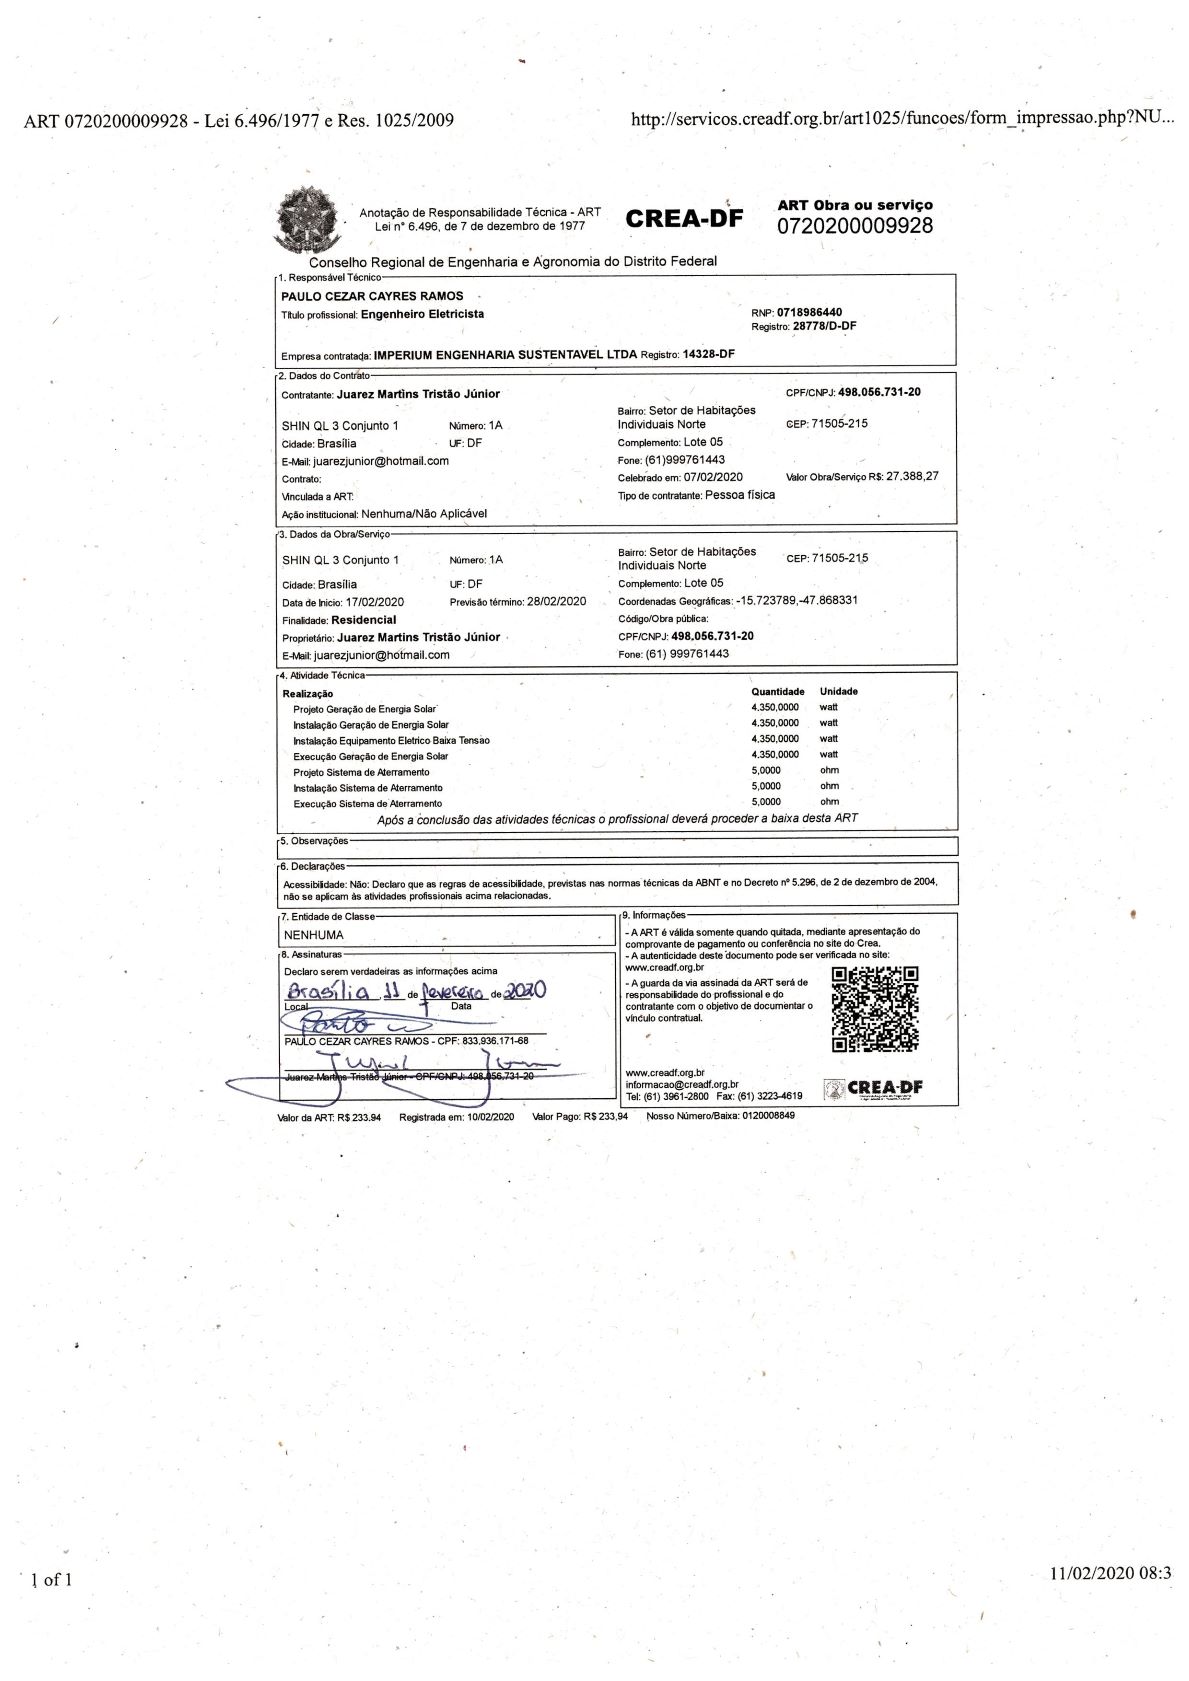 ART 0720200009928 - Lei 6.496/1977 e Res. 1025/2009
http://servicos.creadf.org.br/art1025/funcoes/form_impressao.php?NU...
Anotação de Responsabilidade Técnica - ART
Lei n° 6.496, de 7 de dezembro de 1977
CREA-DF
ART Obra ou serviço
0720200009928
Conselho Regional de Engenharia e Agronomia do Distrito Federal
1. Responsável Técnico
PAULO CEZAR CAYRES RAMOS
Título profissional: Engenheiro Eletricista
RNP: 0718986440
Registro: 28778/D-DF
Empresa contratada: IMPERIUM ENGENHARIA SUSTENTAVEL LTDA Registro: 14328-DF
2. Dados do Contrato
Contratante: Juarez Martins Tristão Júnior CPF/CNPJ: 498.056.731-20
SHIN QL 3 Conjunto 1 Número: 1A Bairro: Setor de Habitações Individuais Norte CEP: 71505-215
Cidade: Brasília UF: DF Complemento: Lote 05
E-Mail: juarezjunior@hotmail.com Fone: (61)999761443
Contrato: Celebrado em: 07/02/2020 Valor Obra/Serviço R$: 27.388,27
Vinculada a ART: Tipo de contratante: Pessoa física
Ação institucional: Nenhuma/Não Aplicável
3. Dados da Obra/Serviço
SHIN QL 3 Conjunto 1 Número: 1A Bairro: Setor de Habitações Individuais Norte CEP: 71505-215
Cidade: Brasília UF: DF Complemento: Lote 05
Data de Inicio: 17/02/2020 Previsão término: 28/02/2020 Coordenadas Geográficas: -15.723789,-47.868331
Finalidade: Residencial Código/Obra pública:
Proprietário: Juarez Martins Tristão Júnior CPF/CNPJ: 498.056.731-20
E-Mail: juarezjunior@hotmail.com Fone: (61) 999761443
4. Atividade Técnica
Realização Quantidade Unidade
Projeto Geração de Energia Solar 4.350,0000 watt
Instalação Geração de Energia Solar 4.350,0000 watt
Instalação Equipamento Eletrico Baixa Tensão 4.350,0000 watt
Execução Geração de Energia Solar 4.350,0000 watt
Projeto Sistema de Aterramento 5,0000 ohm
Instalação Sistema de Aterramento 5,0000 ohm
Execução Sistema de Aterramento 5,0000 ohm
Após a conclusão das atividades técnicas o profissional deverá proceder a baixa desta ART
5. Observações
6. Declarações
Acessibilidade: Não: Declaro que as regras de acessibilidade, previstas nas normas técnicas da ABNT e no Decreto nº 5.296, de 2 de dezembro de 2004,
não se aplicam às atividades profissionais acima relacionadas.
7. Entidade de Classe
NENHUMA
8. Assinaturas
Declaro serem verdadeiras as informações acima
Brasília 11 de fevereiro de 2020
Local Data
PAULO CEZAR CAYRES RAMOS - CPF: 833.936.171-68
Juarez Martins Tristão Júnior - CPF/CNPJ: 498.056.731-20
9. Informações
- A ART é válida somente quando quitada, mediante apresentação do
comprovante de pagamento ou conferência no site do Crea.
- A autenticidade deste documento pode ser verificada no site:
www.creadf.org.br
- A guarda da via assinada da ART será de
responsabilidade do profissional e do
contratante com o objetivo de documentar o
vínculo contratual.
www.creadf.org.br
informacao@creadf.org.br
Tel: (61) 3961-2800 Fax: (61) 3223-4619
CREA-DF
Valor da ART: R$ 233.94 Registrada em: 10/02/2020 Valor Pago: R$ 233,94 Nosso Número/Baixa: 0120008849
1 of 1
11/02/2020 08:3